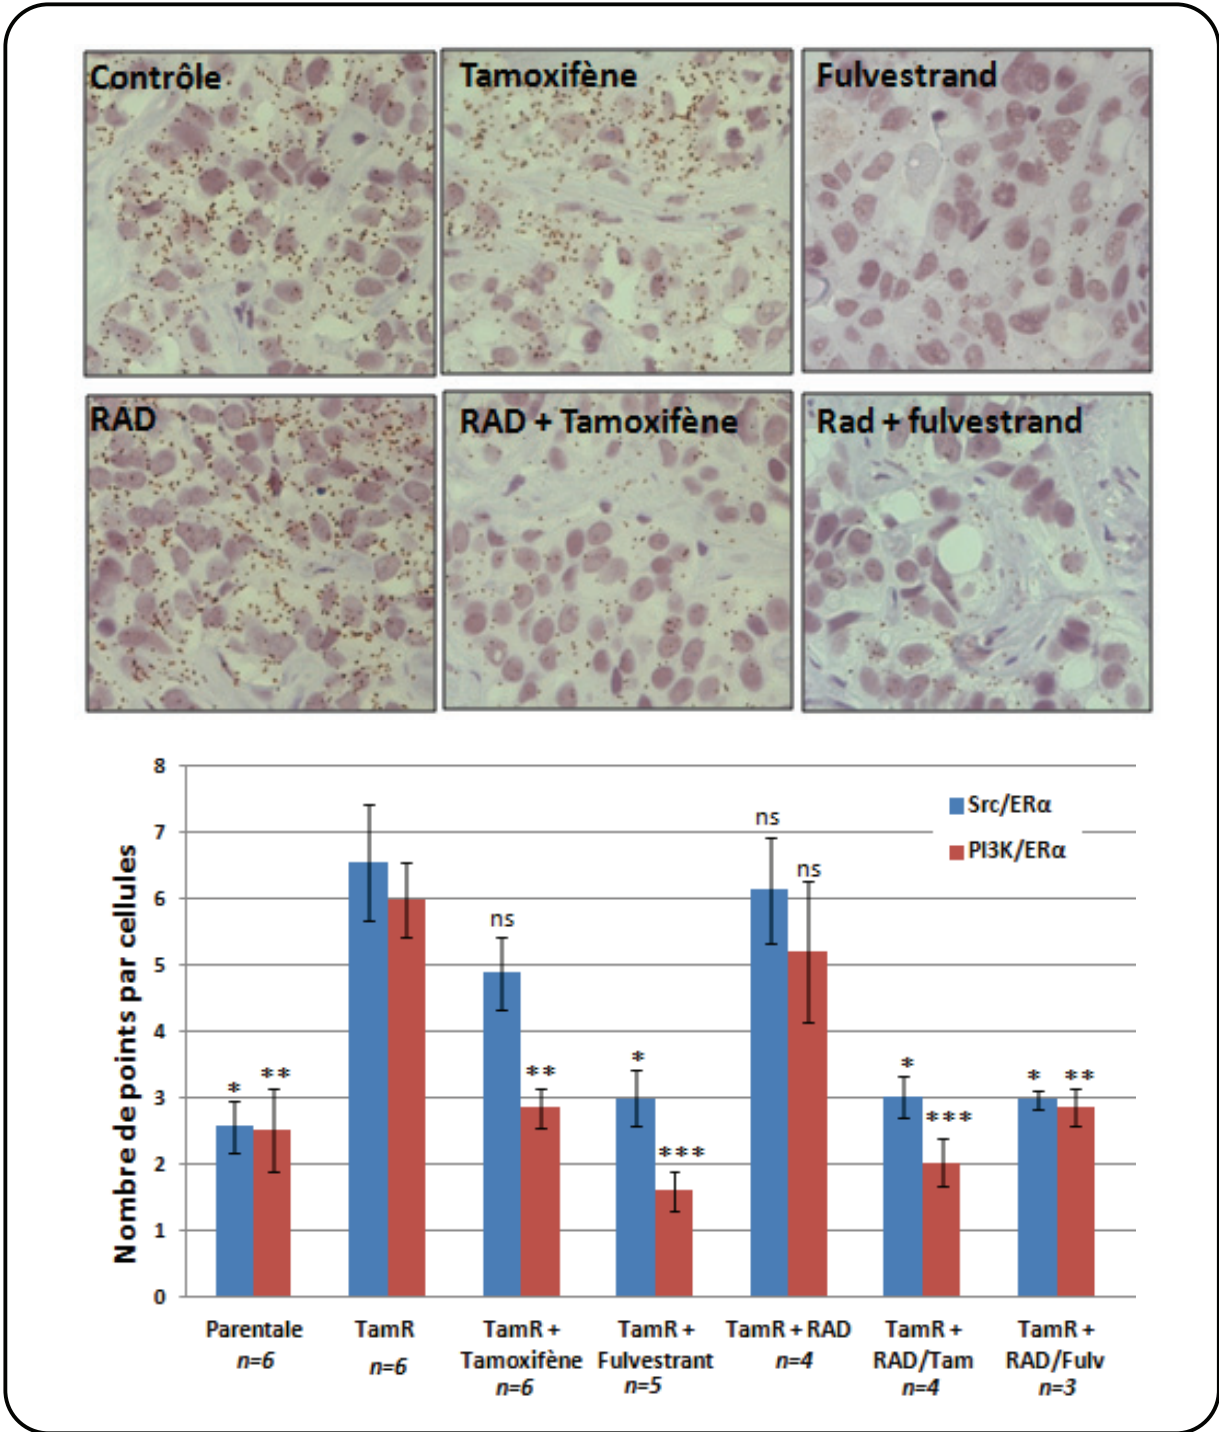 Contrôle
Tamoxifène
Fulvestrand
RAD
RAD + Tamoxifène
Rad + fulvestrand
Nombre de points par cellules
8
7
6
5
4
3
2
1
0
Src/ERα
PI3K/ERα
* **
ns **
* ***
ns ns
* ***
* **
Parentale
n=6
TamR
n=6
TamR +
Tamoxifène
n=6
TamR +
Fulvestrant
n=5
TamR + RAD
n=4
TamR +
RAD/Tam
n=4
TamR +
RAD/Fulv
n=3